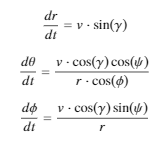 dr/dt = v · sin(γ)
dθ/dt = v · cos(γ)cos(ψ) / r · cos(ϕ)
dϕ/dt = v · cos(γ)sin(ψ) / r